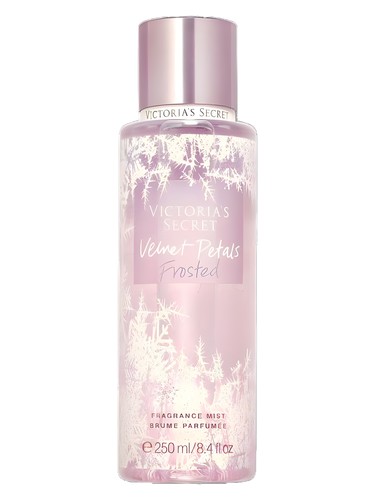 VICTORIA'S SECRET
VICTORIA'S
SECRET
Velvet Petals
Frosted
FRAGRANCE MIST
BRUME PARFUMÉE
℮ 250 ml/8.4 fl oz